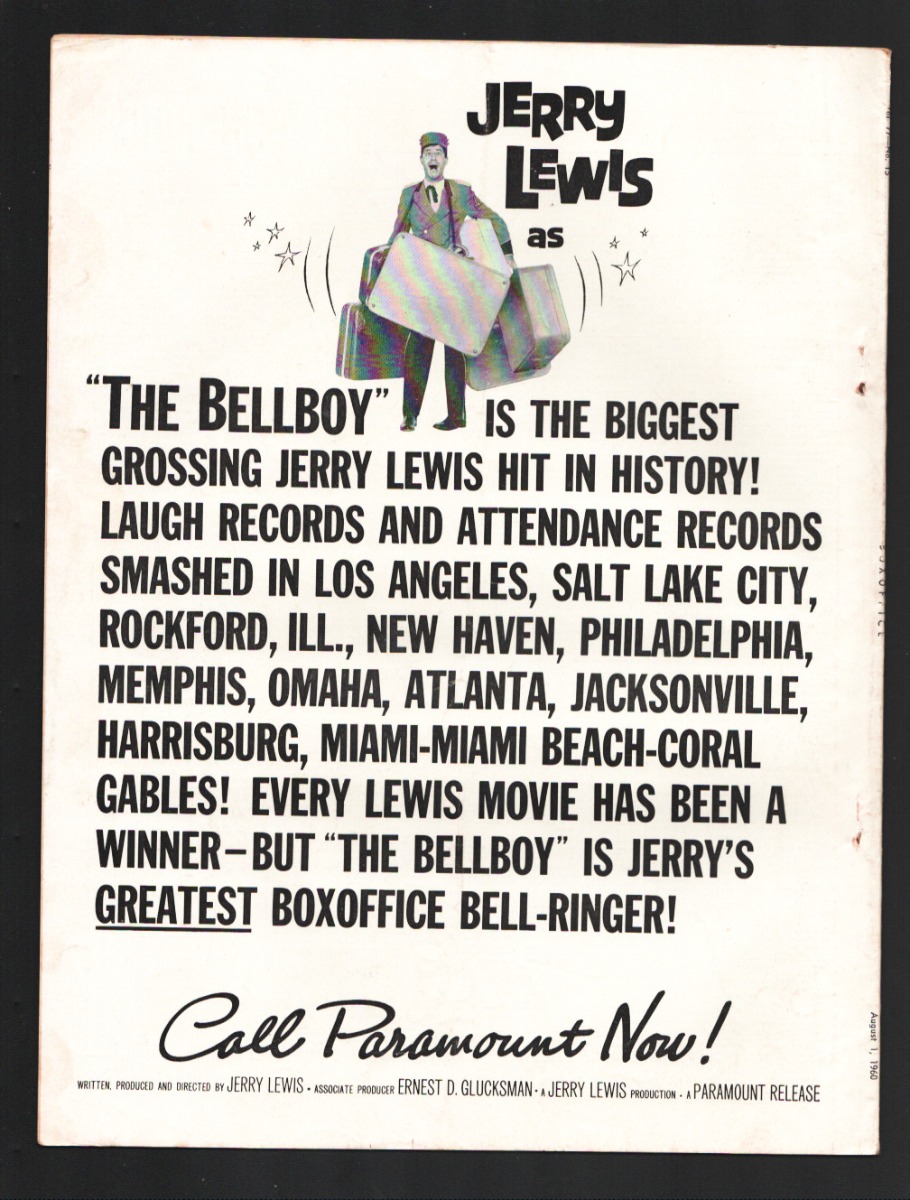 JERRY
LEWIS
as
“THE BELLBOY” IS THE BIGGEST
GROSSING JERRY LEWIS HIT IN HISTORY!
LAUGH RECORDS AND ATTENDANCE RECORDS
SMASHED IN LOS ANGELES, SALT LAKE CITY,
ROCKFORD, ILL., NEW HAVEN, PHILADELPHIA,
MEMPHIS, OMAHA, ATLANTA, JACKSONVILLE,
HARRISBURG, MIAMI-MIAMI BEACH-CORAL
GABLES! EVERY LEWIS MOVIE HAS BEEN A
WINNER–BUT “THE BELLBOY” IS JERRY’S
GREATEST BOXOFFICE BELL-RINGER!
Call Paramount Now!
WRITTEN, PRODUCED AND DIRECTED BY JERRY LEWIS • ASSOCIATE PRODUCER ERNEST D. GLUCKSMAN • A JERRY LEWIS PRODUCTION • A PARAMOUNT RELEASE
BOXOFFICE
August 1, 1960